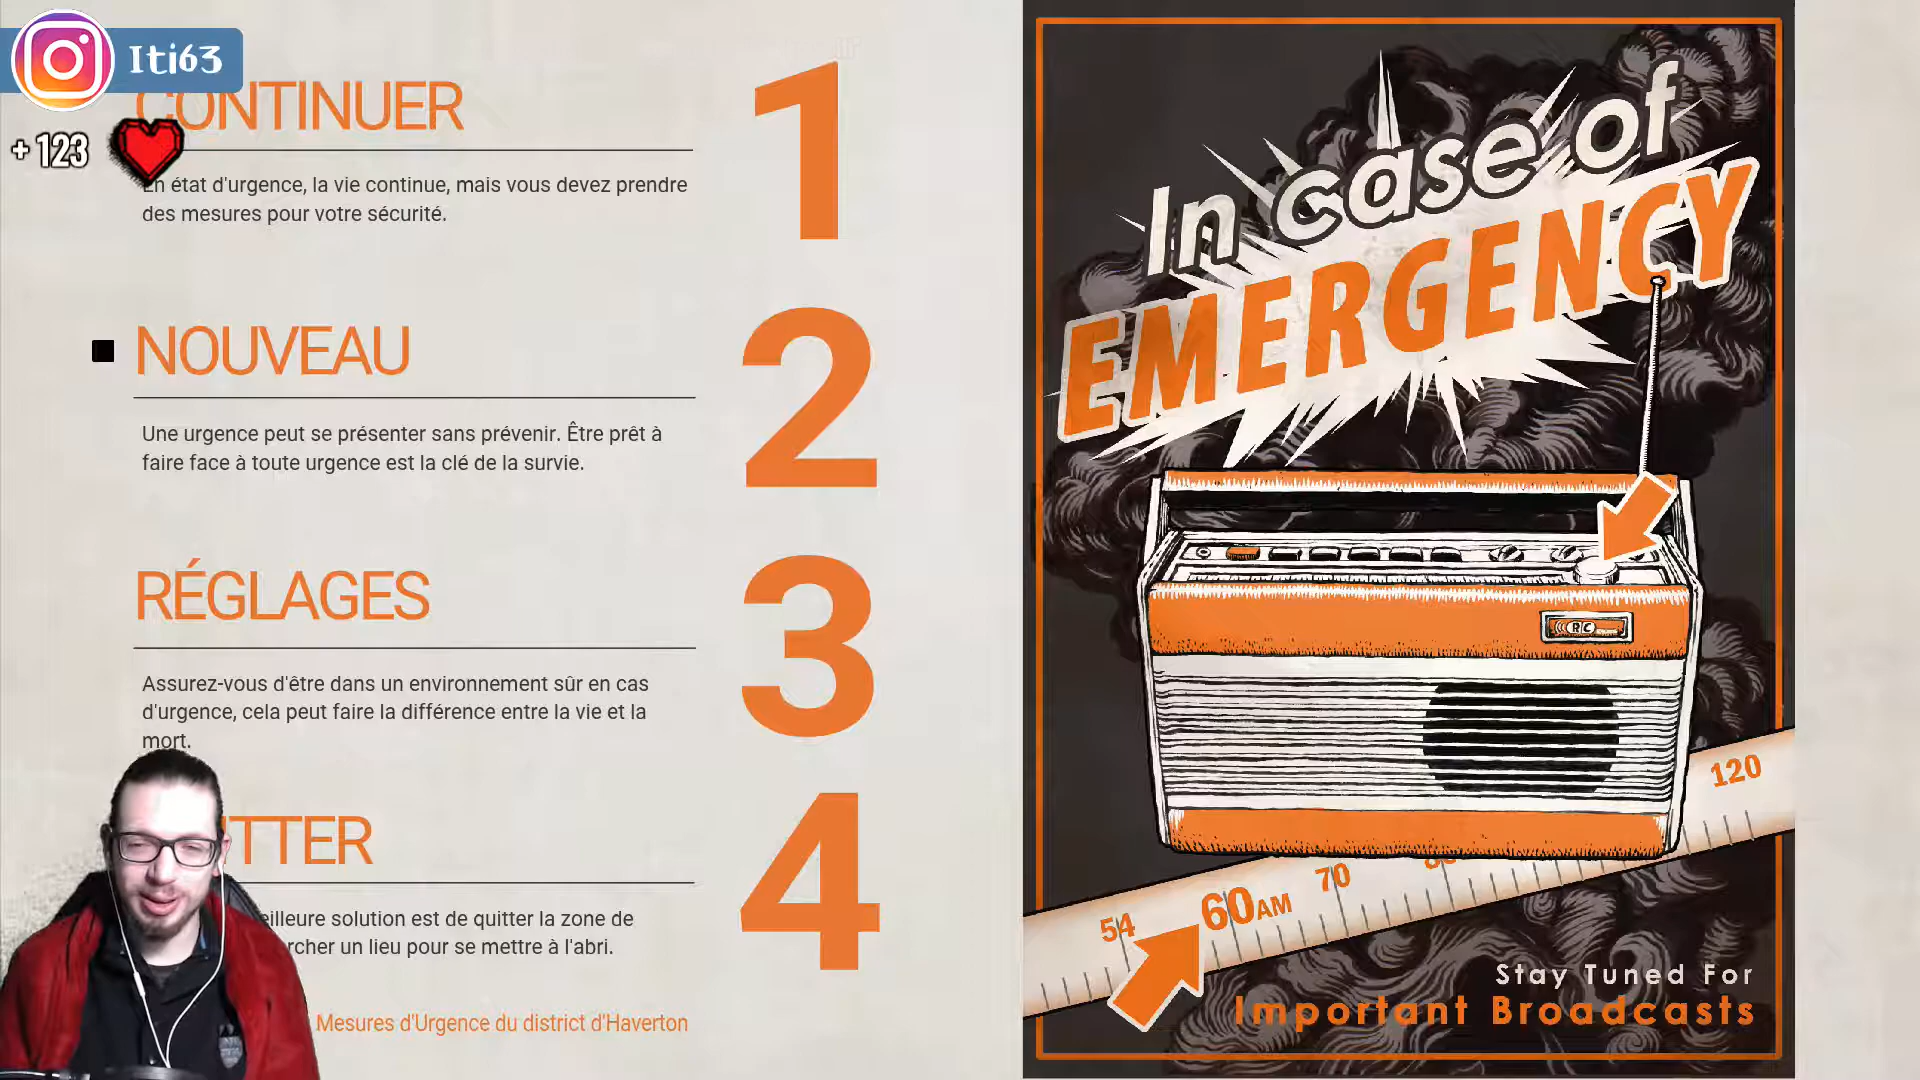 Iti63
CONTINUER
1
+ 123
En état d'urgence, la vie continue, mais vous devez prendre
des mesures pour votre sécurité.
NOUVEAU
2
Une urgence peut se présenter sans prévenir. Être prêt à
faire face à toute urgence est la clé de la survie.
RÉGLAGES
3
Assurez-vous d'être dans un environnement sûr en cas
d'urgence, cela peut faire la différence entre la vie et la
mort.
ITTER
4
eilleure solution est de quitter la zone de
rcher un lieu pour se mettre à l'abri.
Mesures d'Urgence du district d'Haverton
In case of
EMERGENCY
RC
120
54 60AM 70
Stay Tuned For
Important Broadcasts